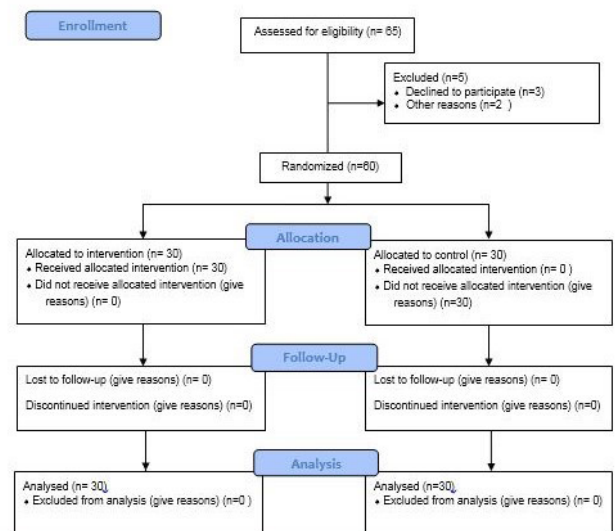 Enrollment
Assessed for eligibility (n= 65)
Excluded (n=5)
♦ Declined to participate (n=3)
♦ Other reasons (n=2 )
Randomized (n=60)
Allocation
Allocated to intervention (n= 30)
♦ Received allocated intervention (n= 30)
♦ Did not receive allocated intervention (give
reasons) (n= 0)
Allocated to control (n= 30)
♦ Received allocated intervention (n= 0 )
♦ Did not receive allocated intervention (give
reasons) (n=30)
Follow-Up
Lost to follow-up (give reasons) (n= 0)
Discontinued intervention (give reasons) (n=0)
Lost to follow-up (give reasons) (n= 0)
Discontinued intervention (give reasons) (n=0)
Analysis
Analysed (n= 30)
♦ Excluded from analysis (give reasons) (n=0 )
Analysed (n=30)
♦ Excluded from analysis (give reasons) (n= 0)